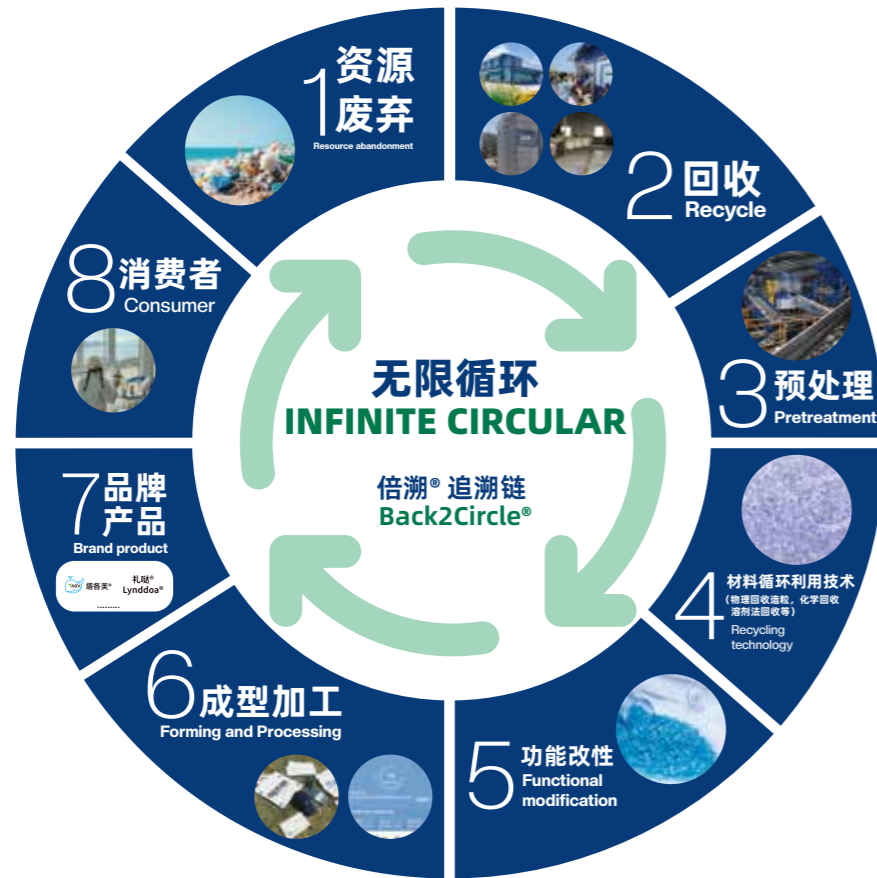 1
资源
废弃
Resource abandonment
2
回收
Recycle
3
预处理
Pretreatment
4
材料循环利用技术
(物理回收造粒，化学回收
溶剂法回收等)
Recycling
technology
5
功能改性
Functional
modification
6
成型加工
Forming and Processing
7
品牌
产品
Brand product
TAGV 塔各芙®
礼哒®
Lynddoa®
.........
8
消费者
Consumer
无限循环
INFINITE CIRCULAR
倍溯® 追溯链
Back2Circle®